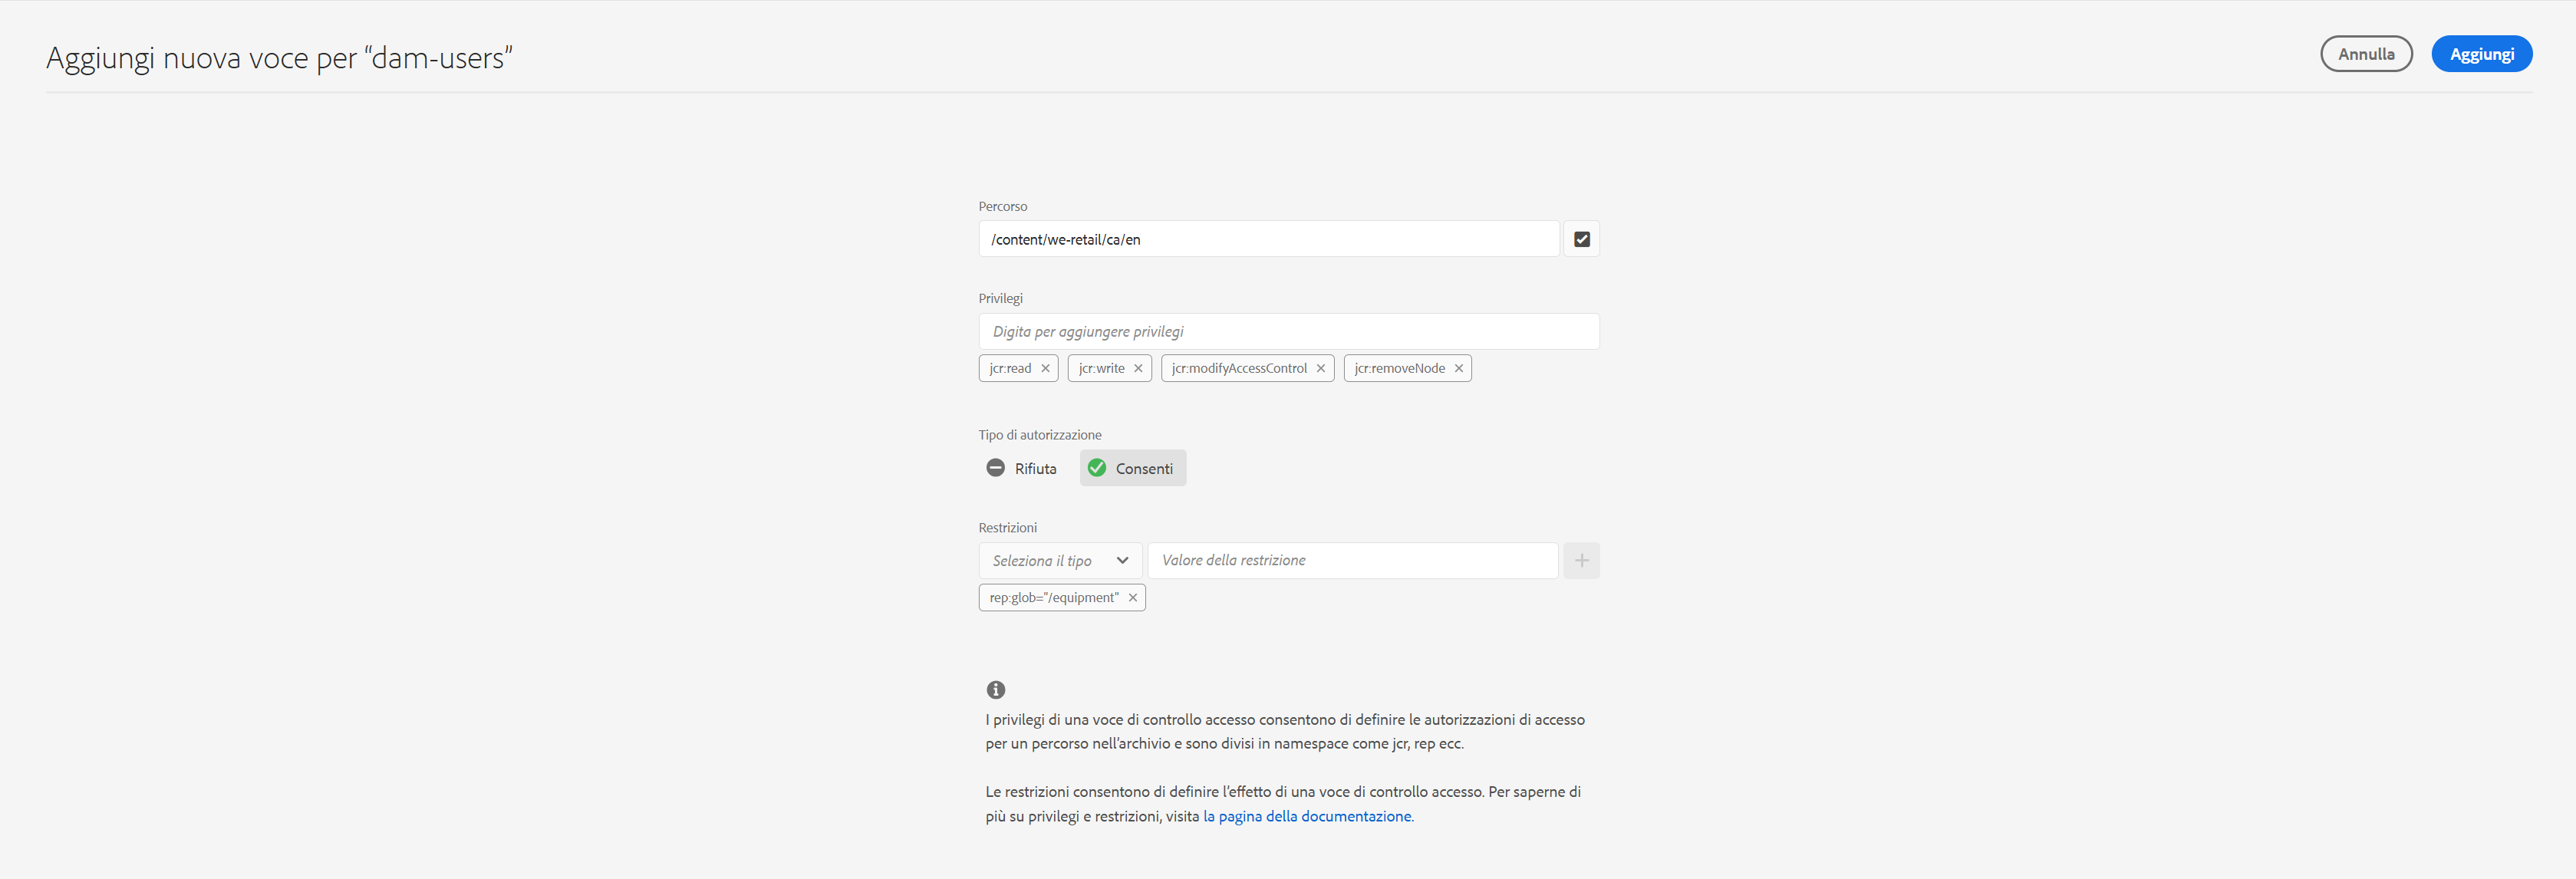 Aggiungi nuova voce per “dam-users”
Annulla
Aggiungi
Percorso
/content/we-retail/ca/en
Privilegi
Digita per aggiungere privilegi
jcr:read
jcr:write
jcr:modifyAccessControl
jcr:removeNode
Tipo di autorizzazione
Rifiuta
Consenti
Restrizioni
Seleziona il tipo
Valore della restrizione
rep:glob="/equipment"
I privilegi di una voce di controllo accesso consentono di definire le autorizzazioni di accesso
per un percorso nell’archivio e sono divisi in namespace come jcr, rep ecc.
Le restrizioni consentono di definire l’effetto di una voce di controllo accesso. Per saperne di
più su privilegi e restrizioni, visita la pagina della documentazione.